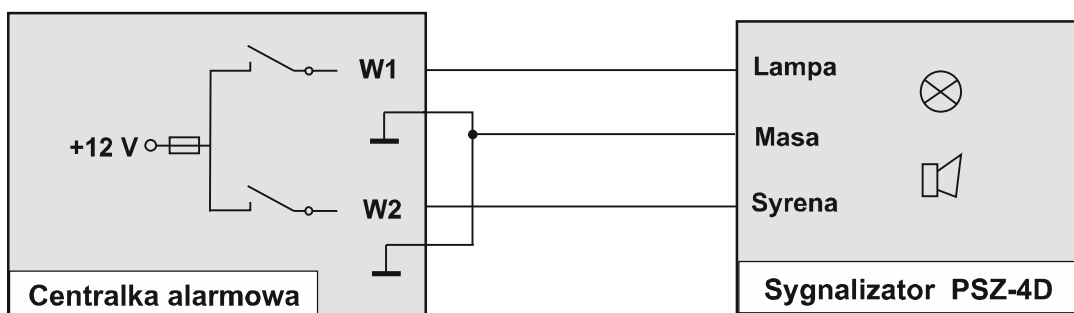 W1
+12 V
W2
Centralka alarmowa
Lampa
Masa
Syrena
Sygnalizator PSZ-4D